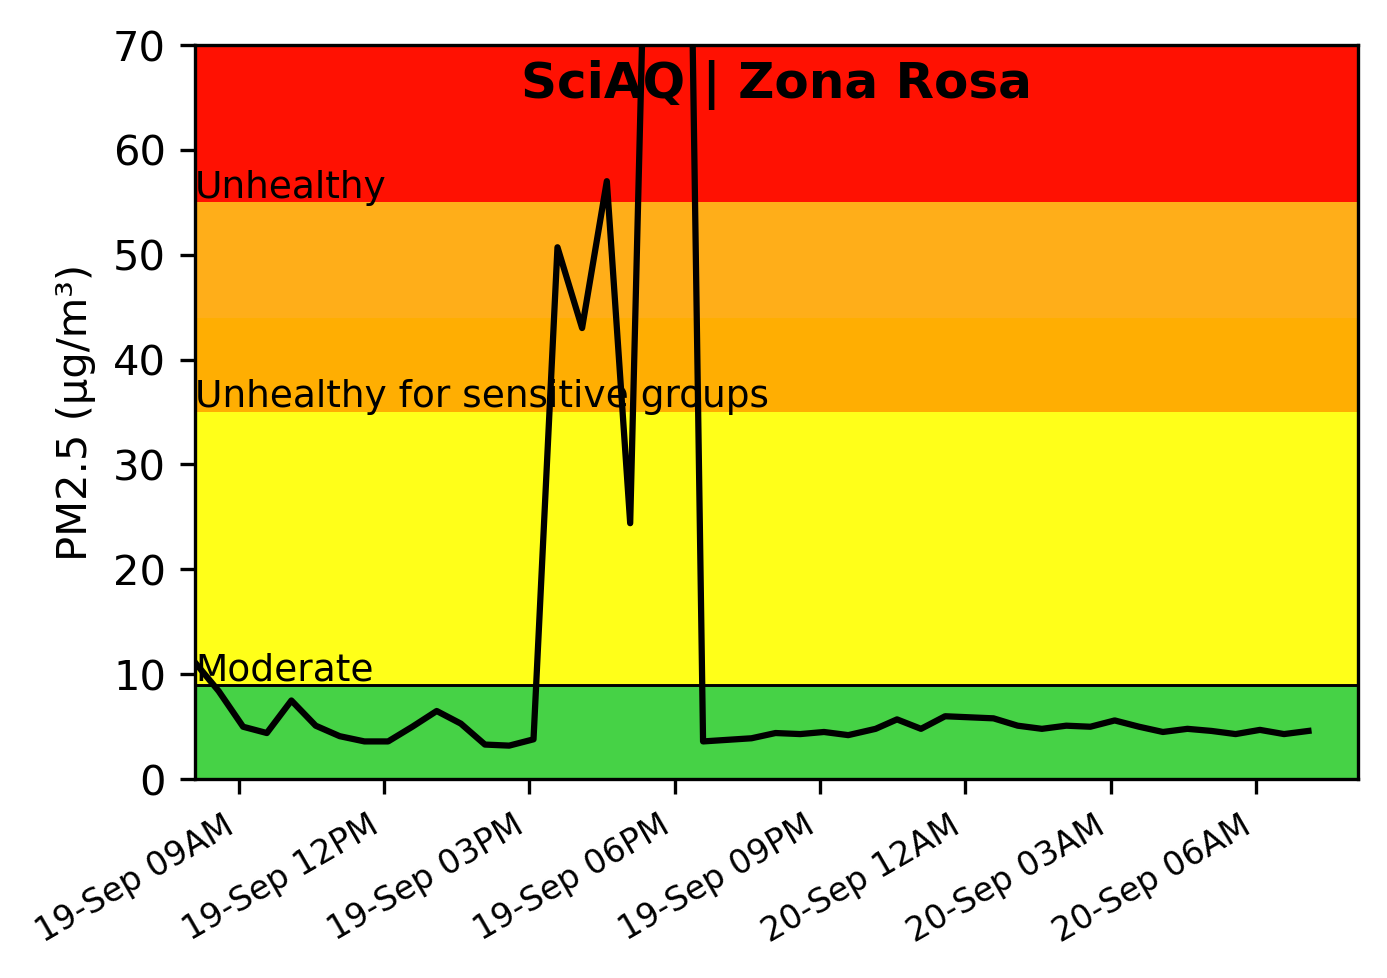 SciAQ | Zona Rosa
PM2.5 (µg/m³)
70
60
50
40
30
20
10
0
Unhealthy
Unhealthy for sensitive groups
Moderate
19-Sep 09AM
19-Sep 12PM
19-Sep 03PM
19-Sep 06PM
19-Sep 09PM
20-Sep 12AM
20-Sep 03AM
20-Sep 06AM